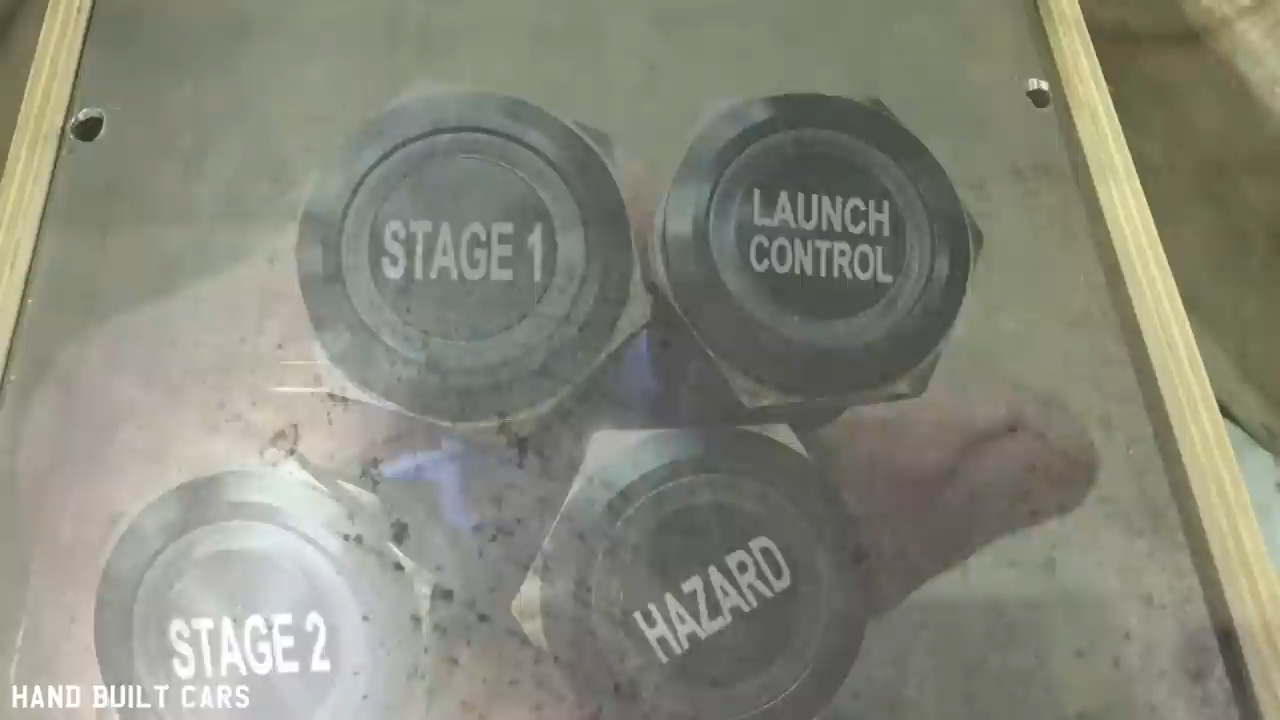 STAGE 1
LAUNCH
CONTROL
HAZARD
STAGE 2
HAND BUILT CARS